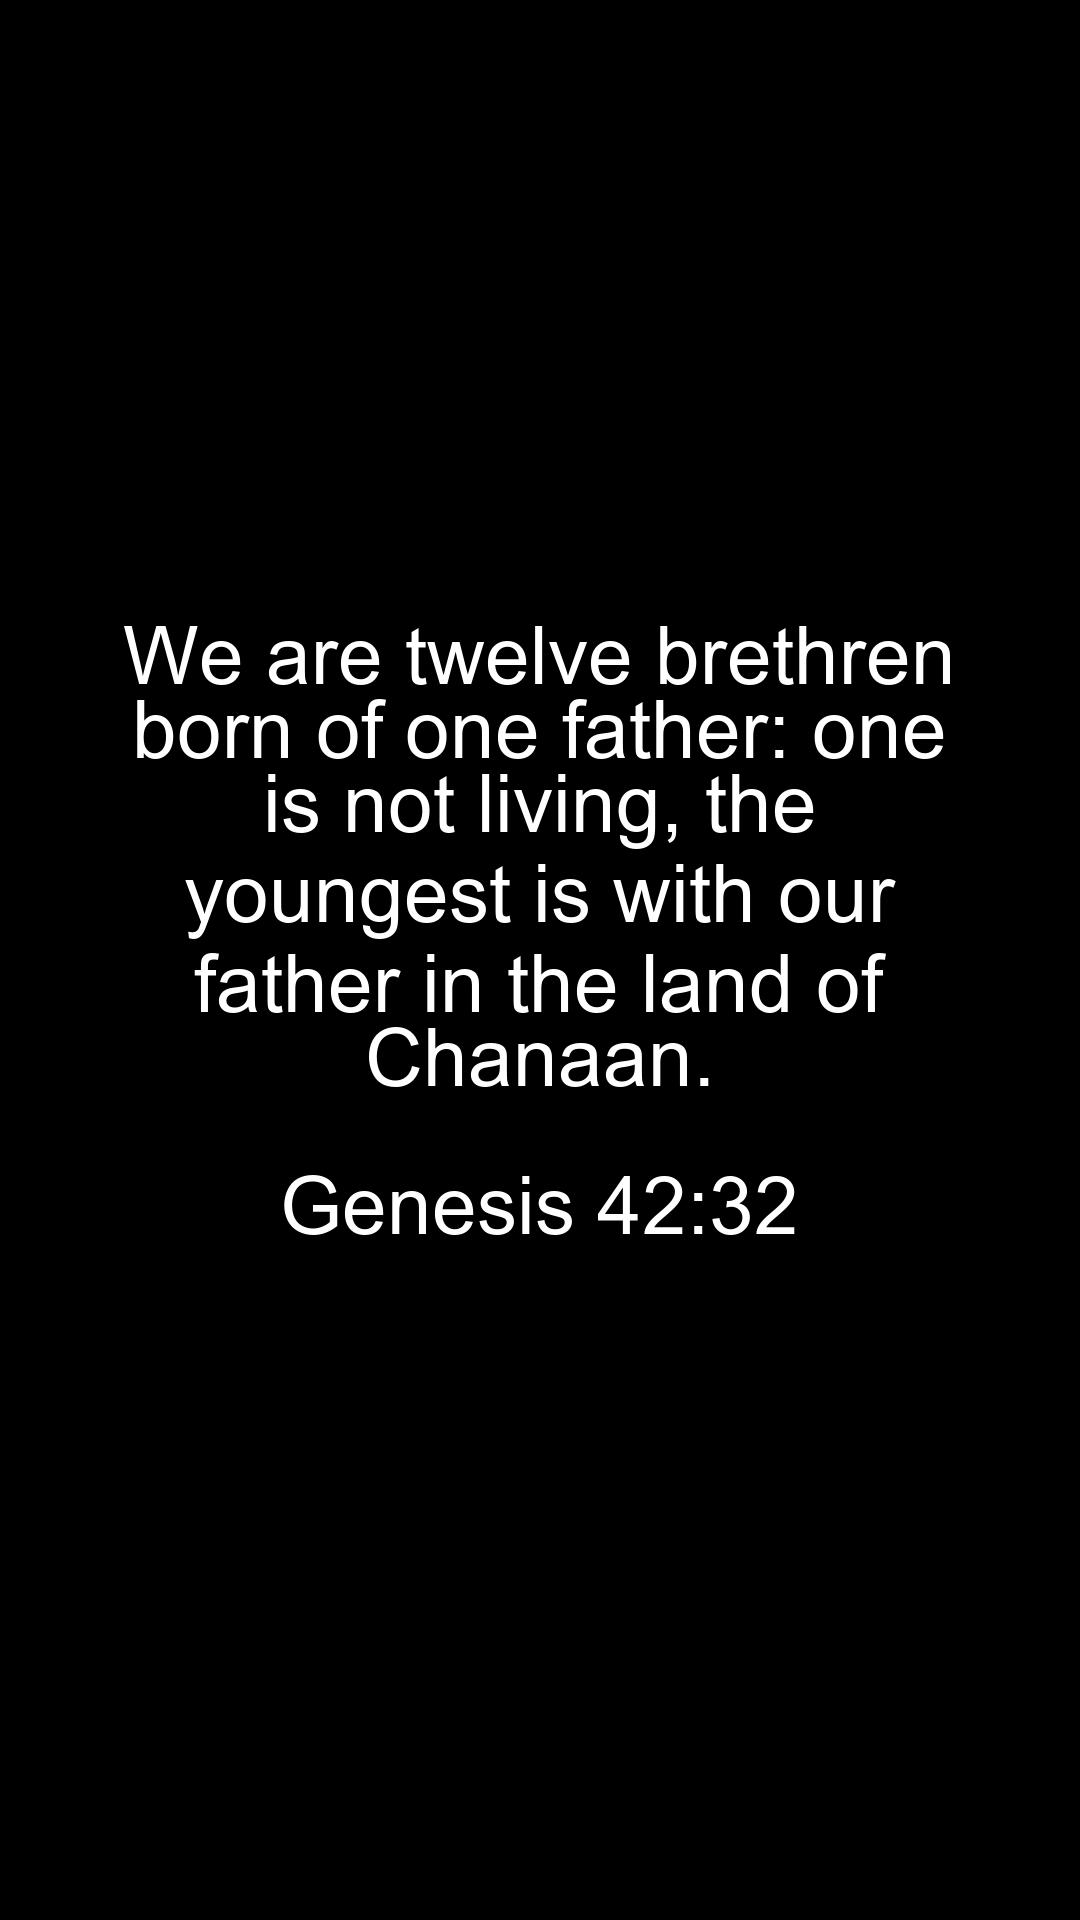 We are twelve brethren
born of one father: one
is not living, the
youngest is with our
father in the land of
Chanaan.
Genesis 42:32